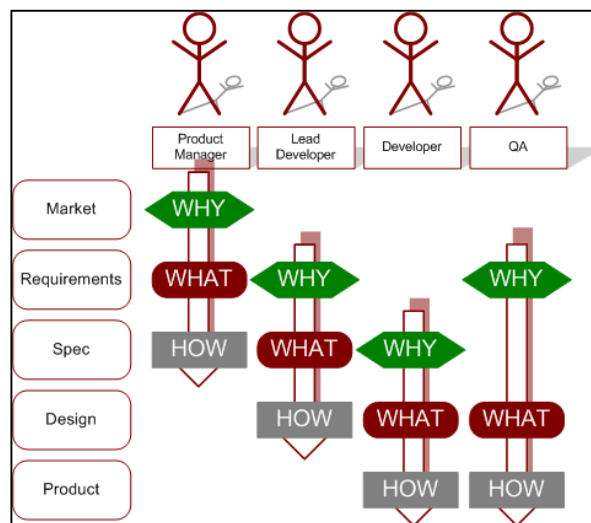 Product
Manager
Lead
Developer
Developer
QA
Market
WHY
Requirements
WHAT
WHY
WHY
Spec
HOW
WHAT
WHY
Design
HOW
WHAT
WHAT
Product
HOW
HOW